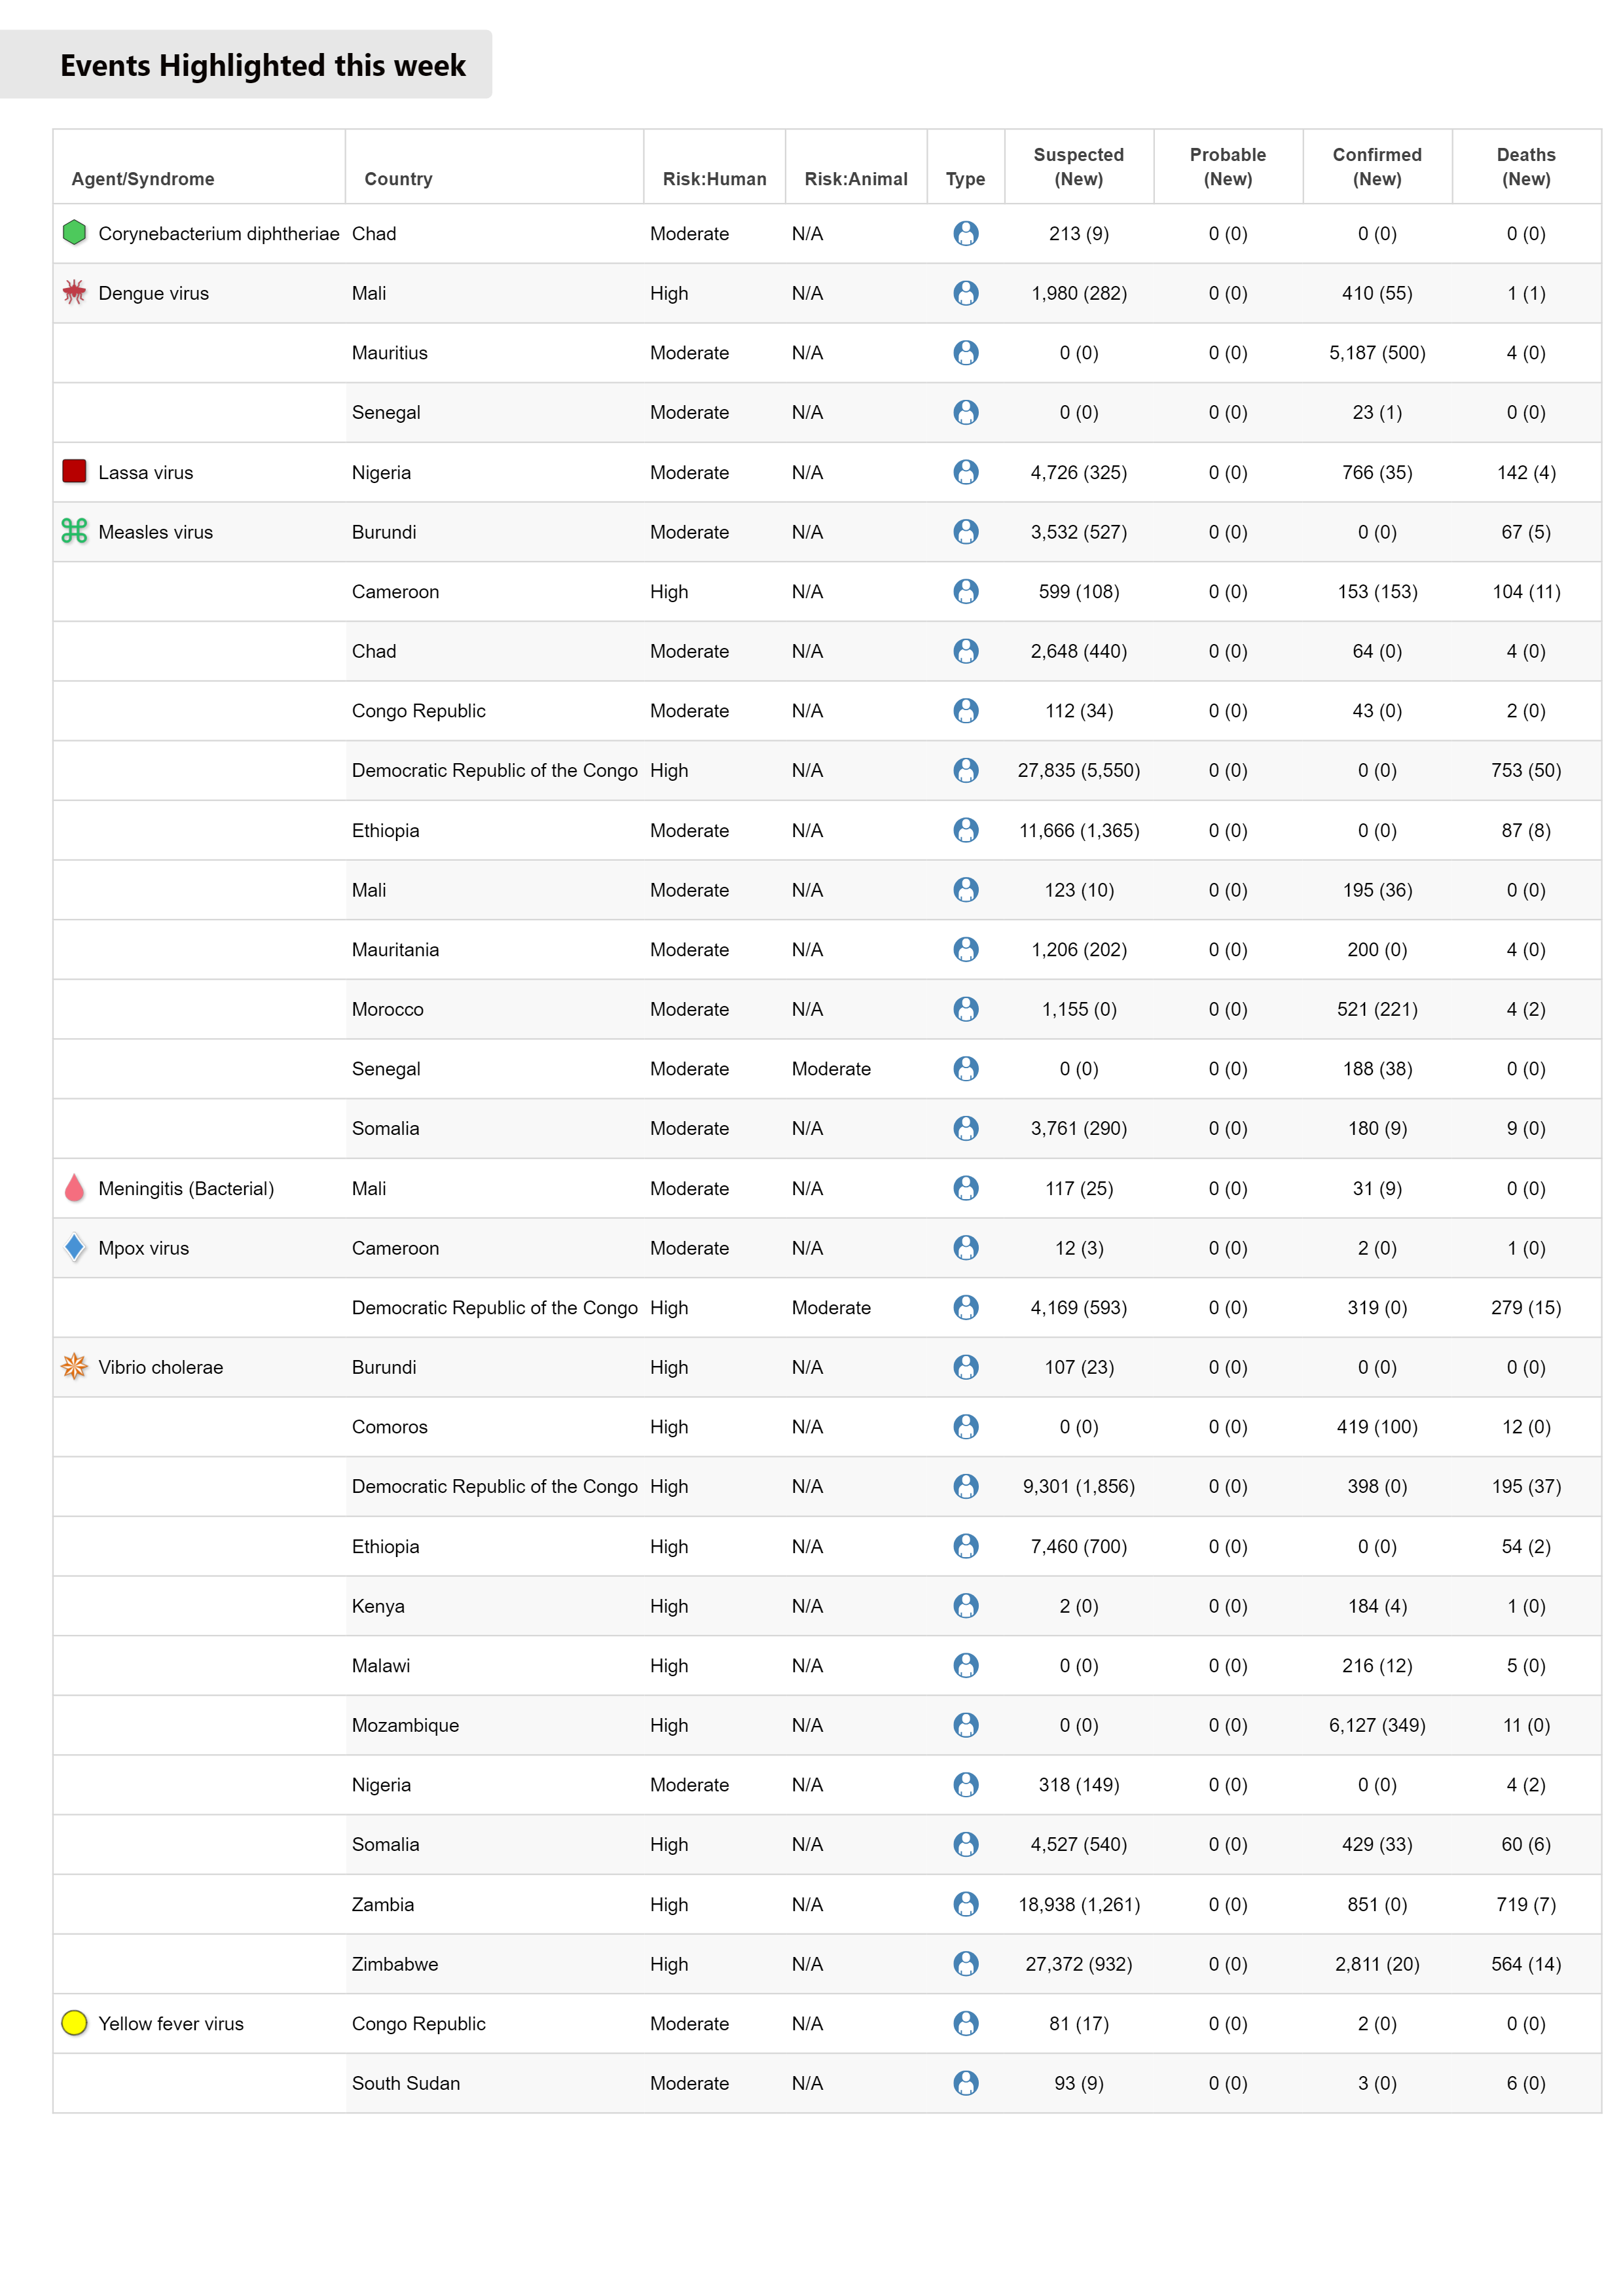 Events Highlighted this week
Agent/Syndrome Country Risk:Human Risk:Animal Type Suspected (New) Probable (New) Confirmed (New) Deaths (New)
Corynebacterium diphtheriae Chad Moderate N/A 213 (9) 0 (0) 0 (0) 0 (0)
Dengue virus Mali High N/A 1,980 (282) 0 (0) 410 (55) 1 (1)
Mauritius Moderate N/A 0 (0) 0 (0) 5,187 (500) 4 (0)
Senegal Moderate N/A 0 (0) 0 (0) 23 (1) 0 (0)
Lassa virus Nigeria Moderate N/A 4,726 (325) 0 (0) 766 (35) 142 (4)
Measles virus Burundi Moderate N/A 3,532 (527) 0 (0) 0 (0) 67 (5)
Cameroon High N/A 599 (108) 0 (0) 153 (153) 104 (11)
Chad Moderate N/A 2,648 (440) 0 (0) 64 (0) 4 (0)
Congo Republic Moderate N/A 112 (34) 0 (0) 43 (0) 2 (0)
Democratic Republic of the Congo High N/A 27,835 (5,550) 0 (0) 0 (0) 753 (50)
Ethiopia Moderate N/A 11,666 (1,365) 0 (0) 0 (0) 87 (8)
Mali Moderate N/A 123 (10) 0 (0) 195 (36) 0 (0)
Mauritania Moderate N/A 1,206 (202) 0 (0) 200 (0) 4 (0)
Morocco Moderate N/A 1,155 (0) 0 (0) 521 (221) 4 (2)
Senegal Moderate Moderate 0 (0) 0 (0) 188 (38) 0 (0)
Somalia Moderate N/A 3,761 (290) 0 (0) 180 (9) 9 (0)
Meningitis (Bacterial) Mali Moderate N/A 117 (25) 0 (0) 31 (9) 0 (0)
Mpox virus Cameroon Moderate N/A 12 (3) 0 (0) 2 (0) 1 (0)
Democratic Republic of the Congo High Moderate 4,169 (593) 0 (0) 319 (0) 279 (15)
Vibrio cholerae Burundi High N/A 107 (23) 0 (0) 0 (0) 0 (0)
Comoros High N/A 0 (0) 0 (0) 419 (100) 12 (0)
Democratic Republic of the Congo High N/A 9,301 (1,856) 0 (0) 398 (0) 195 (37)
Ethiopia High N/A 7,460 (700) 0 (0) 0 (0) 54 (2)
Kenya High N/A 2 (0) 0 (0) 184 (4) 1 (0)
Malawi High N/A 0 (0) 0 (0) 216 (12) 5 (0)
Mozambique High N/A 0 (0) 0 (0) 6,127 (349) 11 (0)
Nigeria Moderate N/A 318 (149) 0 (0) 0 (0) 4 (2)
Somalia High N/A 4,527 (540) 0 (0) 429 (33) 60 (6)
Zambia High N/A 18,938 (1,261) 0 (0) 851 (0) 719 (7)
Zimbabwe High N/A 27,372 (932) 0 (0) 2,811 (20) 564 (14)
Yellow fever virus Congo Republic Moderate N/A 81 (17) 0 (0) 2 (0) 0 (0)
South Sudan Moderate N/A 93 (9) 0 (0) 3 (0) 6 (0)